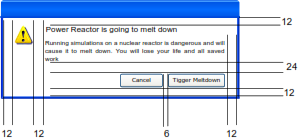 12
Power Reactor is going to melt down
Running simulations on a nuclear reactor is dangerous and will
cause it to melt down. You will lose your life and all saved
work
24
Cancel Tigger Meltdown
12
12 12 6 12